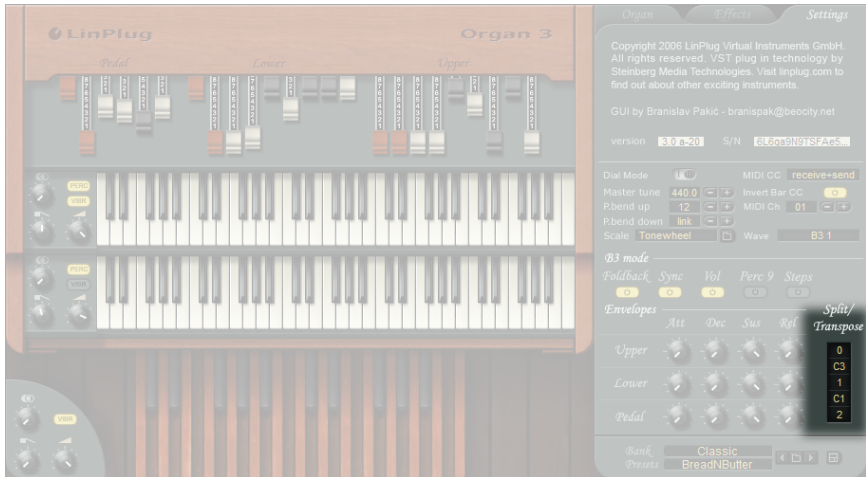 LinPlug
Organ 3
Pedal
Lower
Upper
PERC
VIBR
PERC
VIBR
VIBR
Organ
Effects
Settings
Copyright 2006 LinPlug Virtual Instruments GmbH.
All rights reserved. VST plug in technology by
Steinberg Media Technologies. Visit linplug.com to
find out about other exciting instruments.
GUI by Branislav Pakić - branispak@beocity.net
version 3.0 a-20 S/N 6L6qa9N9TSFAe5...
Dial Mode MIDI CC receive+send
Master tune 440.0 - + Invert Bar CC
P.bend up 12 - + MIDI Ch 01 - +
P.bend down link - +
Scale Tonewheel Wave B3 1
B3 mode
Foldback Sync Vol Perc 9 Steps
Envelopes
Att Dec Sus Rel
Split/
Transpose
Upper
Lower
Pedal
0
C3
1
C1
2
Bank Classic
Presets BreadNButter